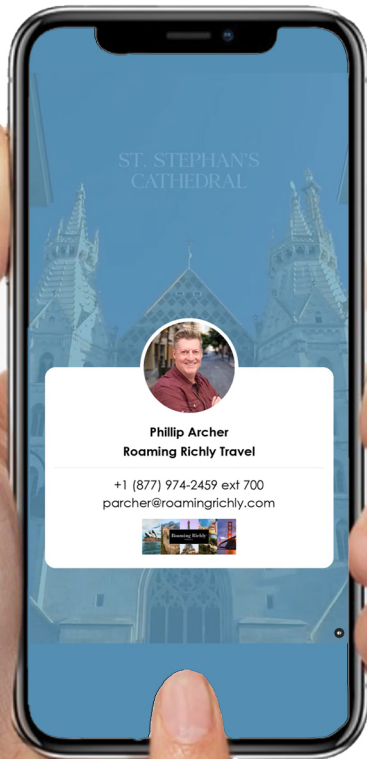 ST. STEPHAN'S
CATHEDRAL
Phillip Archer
Roaming Richly Travel
+1 (877) 974-2459 ext 700
parcher@roamingrichly.com
Roaming Richly